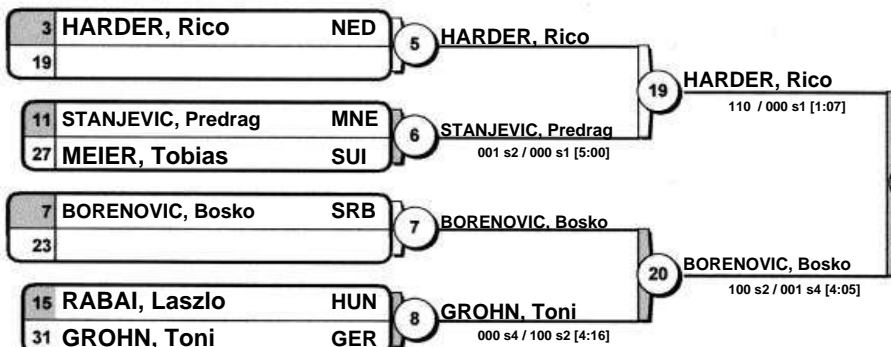 3 HARDER, Rico NED
19
5
HARDER, Rico
19
HARDER, Rico
110 / 000 s1 [1:07]
11 STANJEVIC, Predrag MNE
27 MEIER, Tobias SUI
6
STANJEVIC, Predrag
001 s2 / 000 s1 [5:00]
7 BORENOVIC, Bosko SRB
23
7
BORENOVIC, Bosko
20
BORENOVIC, Bosko
100 s2 / 001 s4 [4:05]
15 RABAI, Laszlo HUN
31 GROHN, Toni GER
8
GROHN, Toni
000 s4 / 100 s2 [4:16]